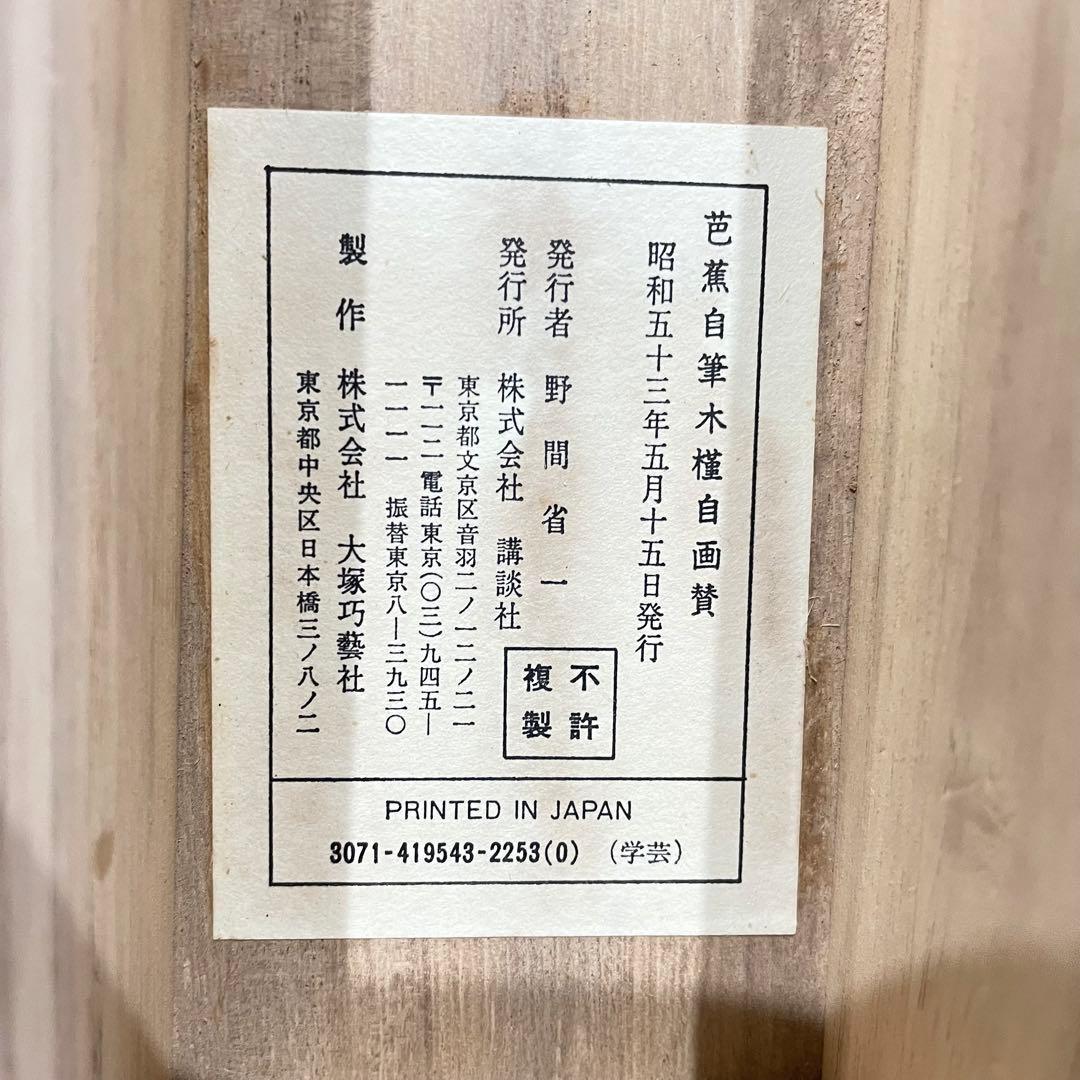 芭蕉自筆木槿自画賛
昭和五十三年五月十五日発行
発行者 野間省一
発行所 株式会社 講談社
東京都文京区音羽二ノ一二ノ二一
〒一一二 電話東京(〇三)九四五―
一一一一 振替東京八―三九三〇
製作 株式会社 大塚巧藝社
東京都中央区日本橋三ノ八ノ二
不許
複製
PRINTED IN JAPAN
3071-419543-2253(0) (学芸)